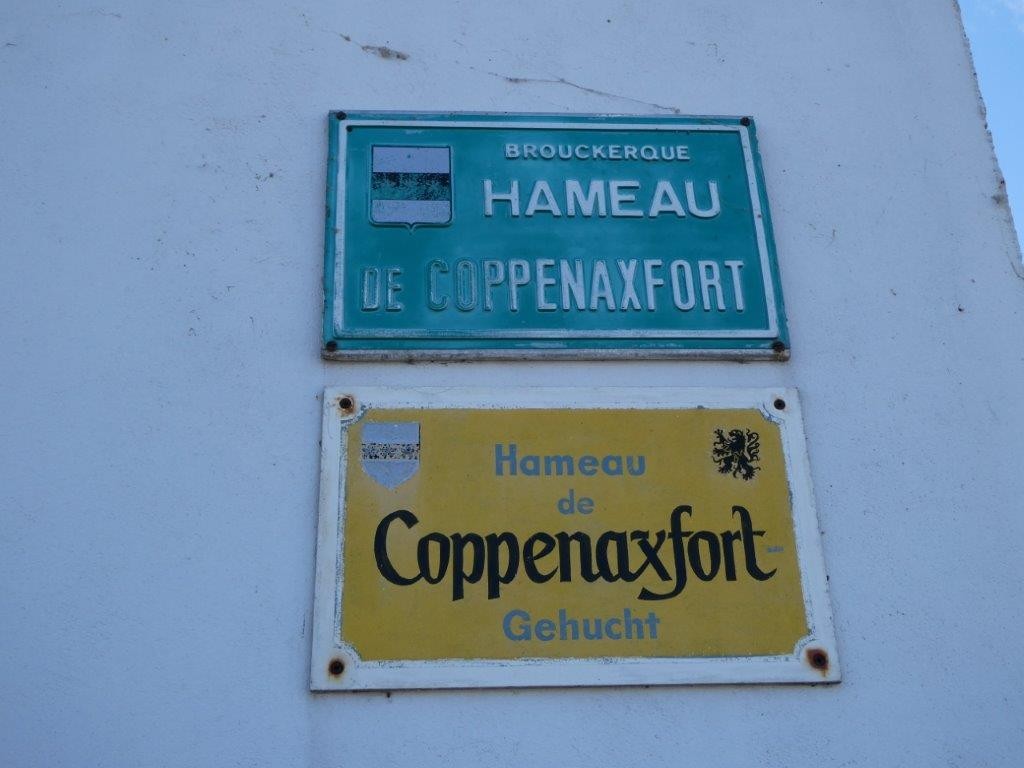 BROUCKERQUE
HAMEAU
DE COPPENAXFORT
Hameau
de
Coppenaxfort-
Gehucht